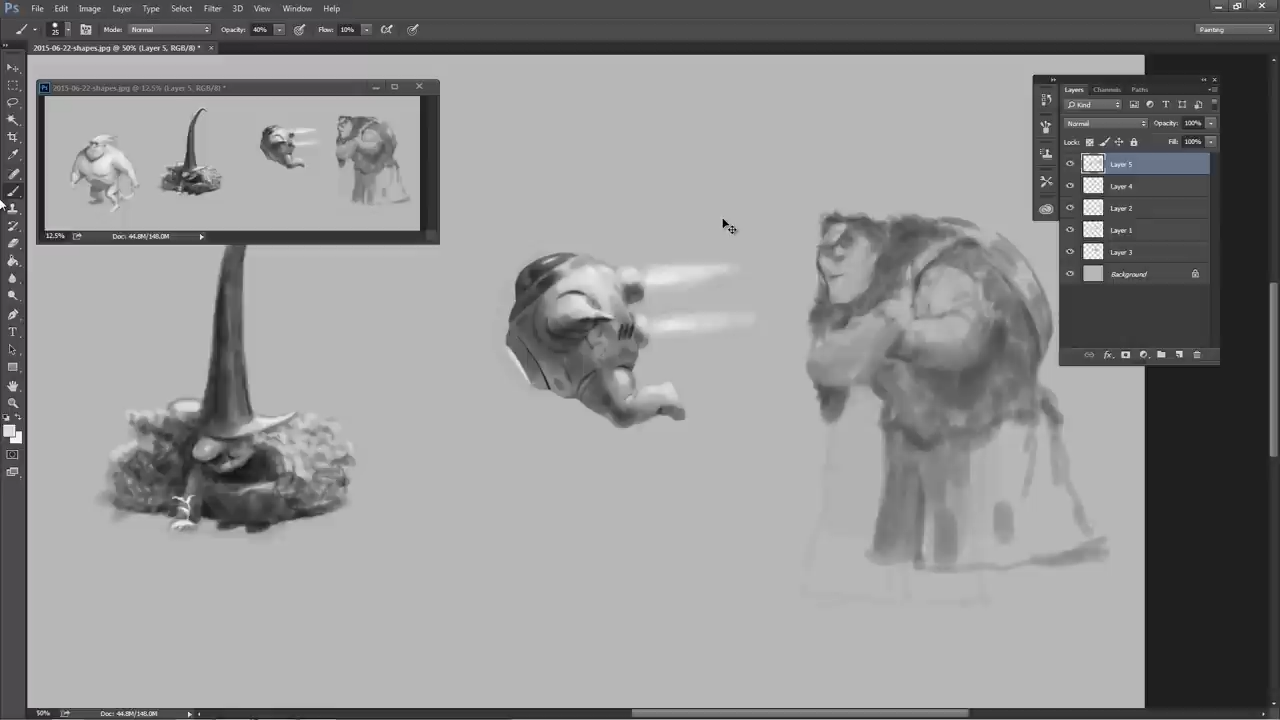 Ps File Edit Image Layer Type Select Filter 3D View Window Help
25 Mode: Normal Opacity: 40% Flow: 10% Painting
2015-06-22-shapes.jpg @ 50% (Layer 5, RGB/8) *
Ps 2015-06-22-shapes.jpg @ 12.5% (Layer 5, RGB/8) *
12.5% Doc: 44.8M/148.0M
Layers Channels Paths
Kind
Normal Opacity: 100%
Lock: Fill: 100%
Layer 5
Layer 4
Layer 2
Layer 1
Layer 3
Background
50% Doc: 44.8M/148.0M